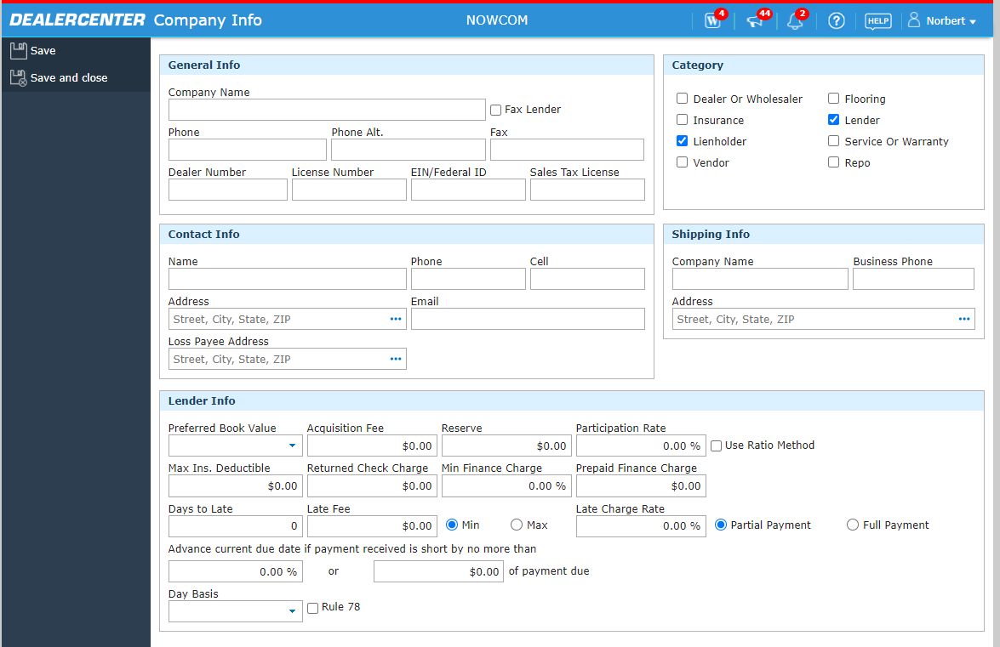 DEALERCENTER Company Info NOWCOM W 4 44 2 ? HELP Norbert
Save
Save and close
General Info
Company Name
Fax Lender
Phone Phone Alt. Fax
Dealer Number License Number EIN/Federal ID Sales Tax License
Category
Dealer Or Wholesaler Flooring
Insurance Lender
Lienholder Service Or Warranty
Vendor Repo
Contact Info
Name Phone Cell
Address Email
Street, City, State, ZIP •••
Loss Payee Address
Street, City, State, ZIP •••
Shipping Info
Company Name Business Phone
Address
Street, City, State, ZIP •••
Lender Info
Preferred Book Value Acquisition Fee Reserve Participation Rate
$0.00 $0.00 0.00 % Use Ratio Method
Max Ins. Deductible Returned Check Charge Min Finance Charge Prepaid Finance Charge
$0.00 $0.00 0.00 % $0.00
Days to Late Late Fee Late Charge Rate
0 $0.00 Min Max 0.00 % Partial Payment Full Payment
Advance current due date if payment received is short by no more than
0.00 % or $0.00 of payment due
Day Basis
Rule 78